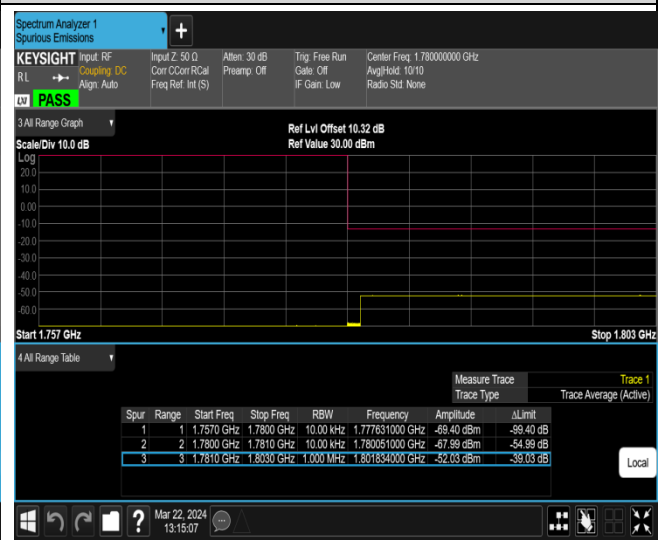 Spectrum Analyzer 1
Spurious Emissions
KEYSIGHT Input: RF Input Z: 50 Ω Atten: 30 dB Trig: Free Run Center Freq: 1.780000000 GHz
RL Coupling: DC Corr CCorr RCal Preamp: Off Gate: Off Avg|Hold: 10/10
Align: Auto Freq Ref: Int (S) IF Gain: Low Radio Std: None
LXI PASS
3 All Range Graph
Ref Lvl Offset 10.32 dB
Scale/Div 10.0 dB Ref Value 30.00 dBm
Log
20.0
10.0
0.00
-10.0
-20.0
-30.0
-40.0
-50.0
-60.0
Start 1.757 GHz Stop 1.803 GHz
4 All Range Table
Measure Trace Trace 1
Trace Type Trace Average (Active)
Spur Range Start Freq Stop Freq RBW Frequency Amplitude ΔLimit
1 1 1.7570 GHz 1.7800 GHz 10.00 kHz 1.777631000 GHz -69.40 dBm -99.40 dB
2 2 1.7800 GHz 1.7810 GHz 10.00 kHz 1.780051000 GHz -67.99 dBm -54.99 dB
3 3 1.7810 GHz 1.8030 GHz 1.000 MHz 1.801834000 GHz -52.03 dBm -39.03 dB
Local
? Mar 22, 2024
13:15:07